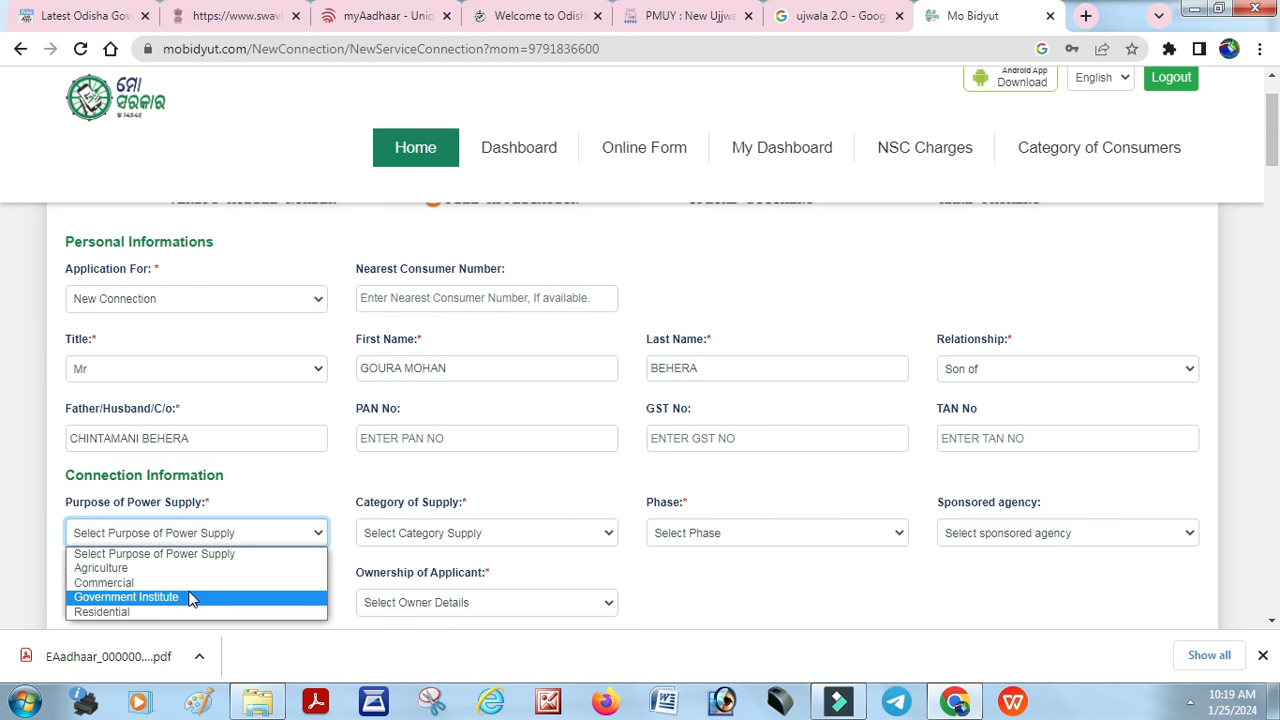 Latest Odisha Gov
https://www.swavl
myAadhaar - Uniq
Welcome to Odish
PMUY : New Ujjwa
ujwala 2.O - Goog
Mo Bidyut
mobidyut.com/NewConnection/NewServiceConnection?mom=9791836600
ମୋ
ସରକାର
☎ 14545
Android App
Download
English
Logout
Home
Dashboard
Online Form
My Dashboard
NSC Charges
Category of Consumers
Personal Informations
Application For: *
Nearest Consumer Number:
New Connection
Enter Nearest Consumer Number, If available.
Title:*
First Name:*
Last Name:*
Relationship:*
Mr
GOURA MOHAN
BEHERA
Son of
Father/Husband/C/o:*
PAN No:
GST No:
TAN No
CHINTAMANI BEHERA
ENTER PAN NO
ENTER GST NO
ENTER TAN NO
Connection Information
Purpose of Power Supply:*
Category of Supply:*
Phase:*
Sponsored agency:
Select Purpose of Power Supply
Select Category Supply
Select Phase
Select sponsored agency
Select Purpose of Power Supply
Agriculture
Commercial
Government Institute
Residential
Ownership of Applicant:*
Select Owner Details
EAadhaar_000000....pdf
Show all
10:19 AM
1/25/2024